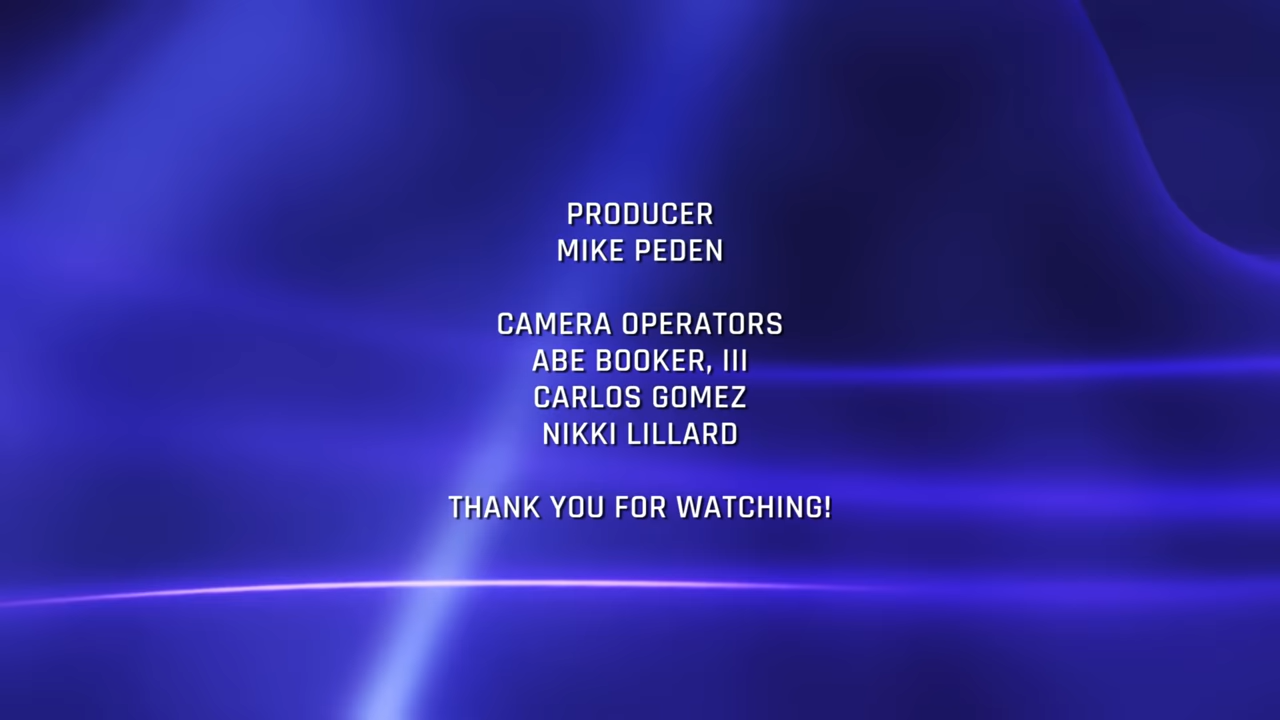 PRODUCER
MIKE PEDEN
CAMERA OPERATORS
ABE BOOKER, III
CARLOS GOMEZ
NIKKI LILLARD
THANK YOU FOR WATCHING!